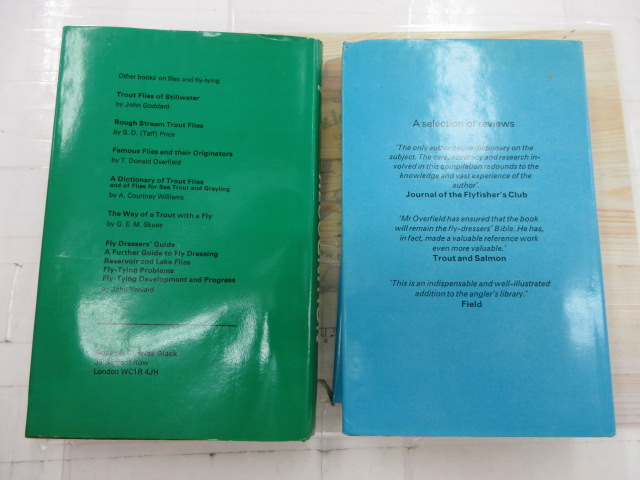 Other books on flies and fly-tying
Trout Flies of Stillwater
by John Goddard
Rough Stream Trout Flies
by S. D. (Taff) Price
Famous Flies and their Originators
by T. Donald Overfield
A Dictionary of Trout Flies
and of Flies for Sea Trout and Grayling
by A. Courtney Williams
The Way of a Trout with a Fly
by G. E. M. Skues
Fly Dressers' Guide
A Further Guide to Fly Dressing
Reservoir and Lake Flies
Fly-Tying Problems
Fly-Tying Development and Progress
by John Veniard
Black
Row
London WC1R 4JH
A selection of reviews
'The only authoritative dictionary on the
subject. The care, accuracy and research in-
volved in this compilation redounds to the
knowledge and vast experience of the
author'.
Journal of the Flyfisher's Club
'Mr Overfield has ensured that the book
will remain the fly-dressers' Bible. He has,
in fact, made a valuable reference work
even more valuable.'
Trout and Salmon
'This is an indispensable and well-illustrated
addition to the angler's library.'
Field